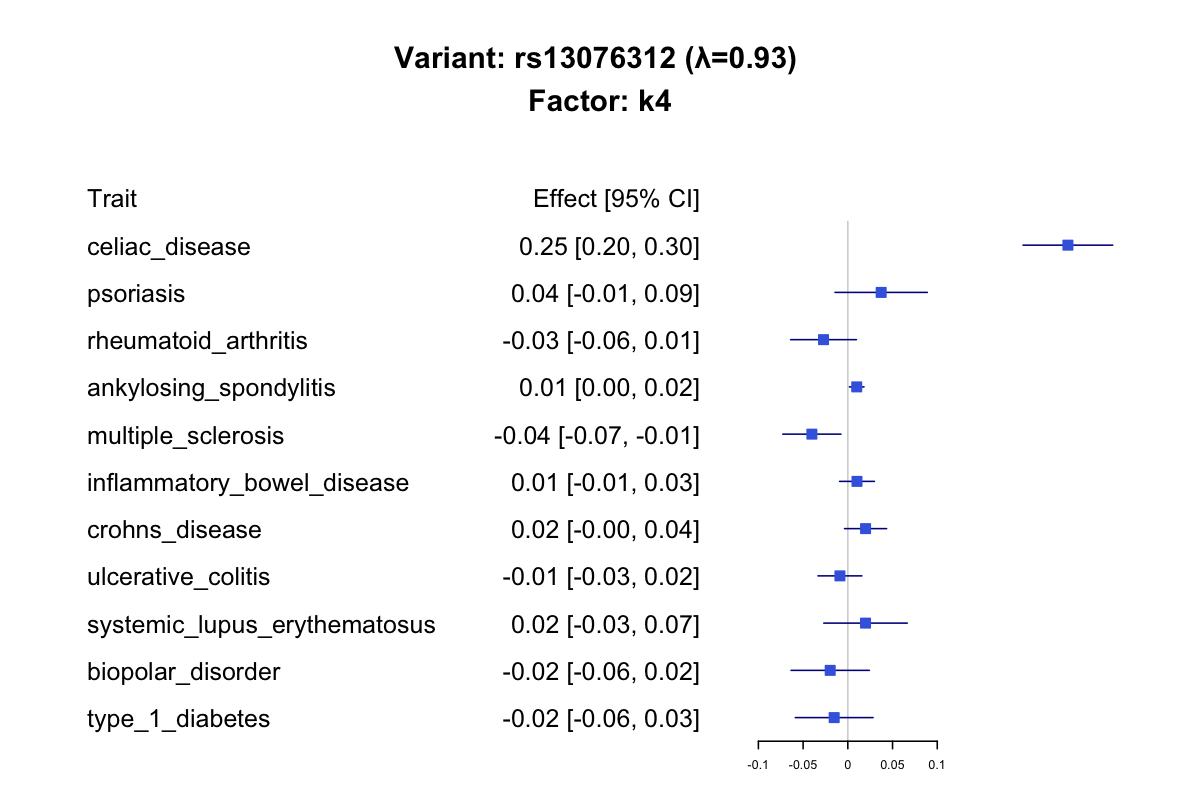 Variant: rs13076312 (λ=0.93)
Factor: k4
Trait Effect [95% CI]
celiac_disease 0.25 [0.20, 0.30]
psoriasis 0.04 [-0.01, 0.09]
rheumatoid_arthritis -0.03 [-0.06, 0.01]
ankylosing_spondylitis 0.01 [0.00, 0.02]
multiple_sclerosis -0.04 [-0.07, -0.01]
inflammatory_bowel_disease 0.01 [-0.01, 0.03]
crohns_disease 0.02 [-0.00, 0.04]
ulcerative_colitis -0.01 [-0.03, 0.02]
systemic_lupus_erythematosus 0.02 [-0.03, 0.07]
biopolar_disorder -0.02 [-0.06, 0.02]
type_1_diabetes -0.02 [-0.06, 0.03]
-0.1 -0.05 0 0.05 0.1